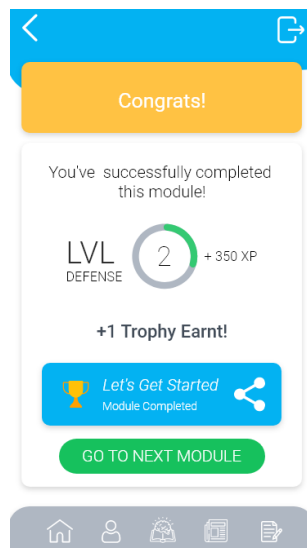 Congrats!
You've successfully completed
this module!
LVL
DEFENSE
2
+ 350 XP
+1 Trophy Earnt!
Let's Get Started
Module Completed
GO TO NEXT MODULE